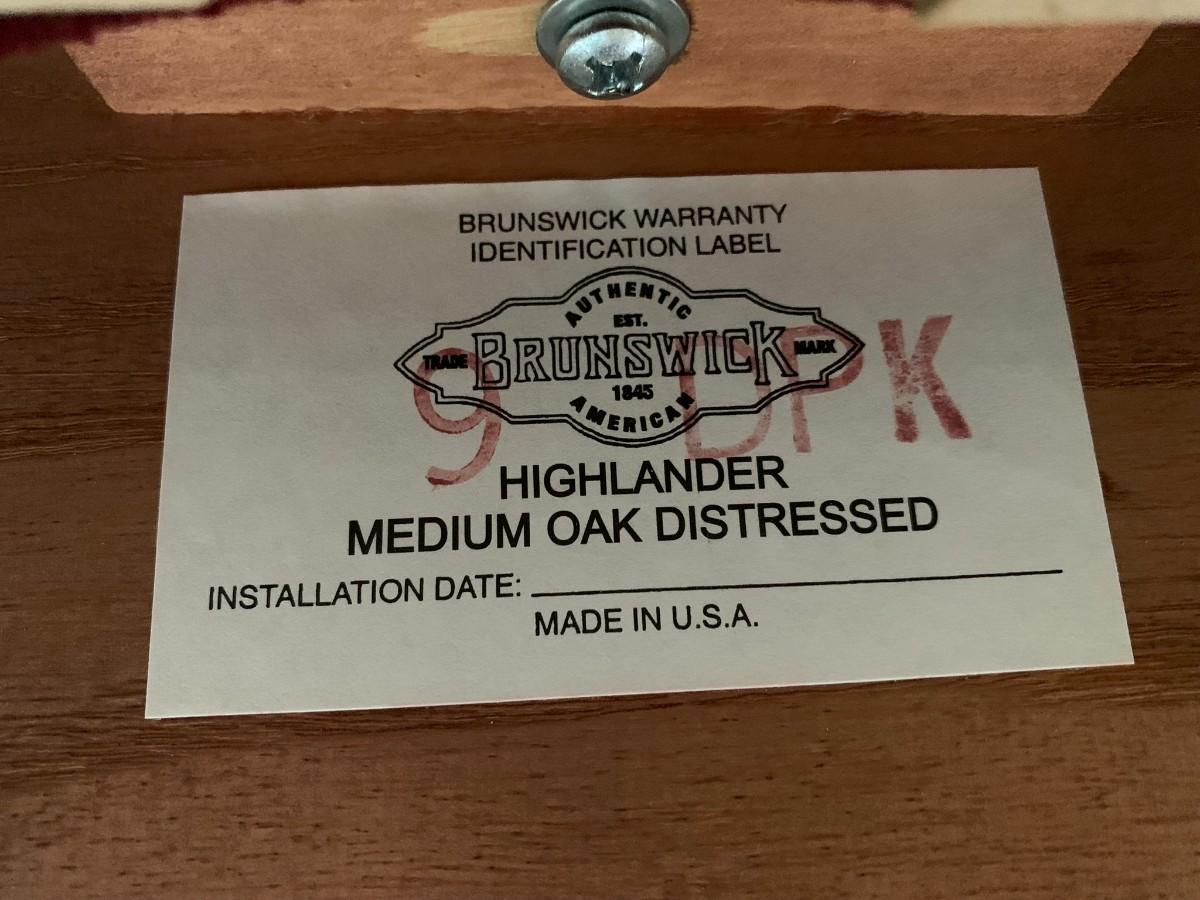 BRUNSWICK WARRANTY
IDENTIFICATION LABEL
AUTHENTIC
EST.
TRADE BRUNSWICK MARK
1845
AMERICAN
9 DPK
HIGHLANDER
MEDIUM OAK DISTRESSED
INSTALLATION DATE:
MADE IN U.S.A.